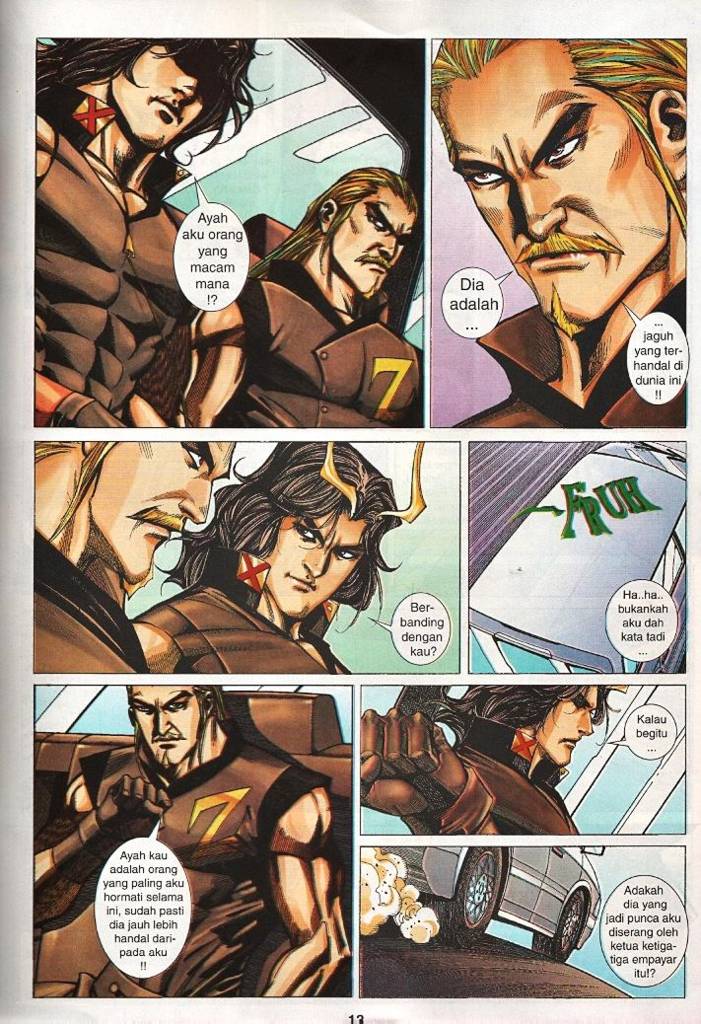 Ayah
aku orang
yang
macam
mana
!?
7
Dia
adalah
...
...
jaguh
yang ter-
handal di
dunia ini
!!
Ber-
banding
dengan
kau?
FRUH
Ha..ha..
bukankah
aku dah
kata tadi
...
7
Ayah kau
adalah orang
yang paling aku
hormati selama
ini, sudah pasti
dia jauh lebih
handal dari-
pada aku
!!
Kalau
begitu
...
Adakah
dia yang
jadi punca aku
diserang oleh
ketua ketiga-
tiga empayar
itu!?
13